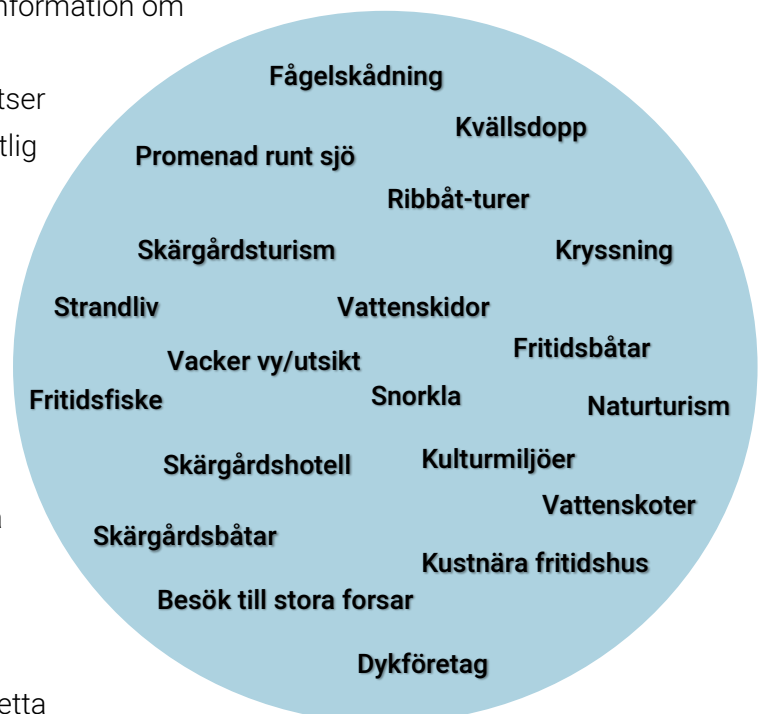 nformation om
tser
tlig
etta
Fågelskådning
Kvällsdopp
Promenad runt sjö
Ribbåt-turer
Skärgårdsturism
Kryssning
Strandliv
Vattenskidor
Fritidsbåtar
Vacker vy/utsikt
Snorkla
Fritidsfiske
Naturturism
Kulturmiljöer
Skärgårdshotell
Vattenskoter
Skärgårdsbåtar
Kustnära fritidshus
Besök till stora forsar
Dykföretag